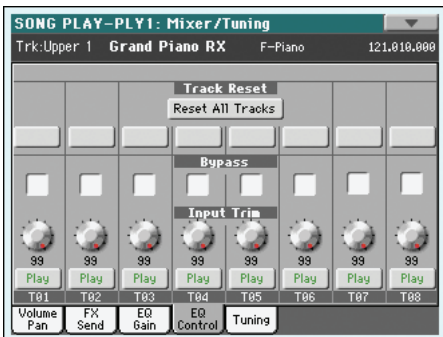 SONG PLAY-PLY1: Mixer/Tuning
Trk:Upper 1 Grand Piano RX F-Piano 121.010.000
Track Reset
Reset All Tracks
Bypass
Input Trim
99 99 99 99 99 99 99 99
Play Play Play Play Play Play Play Play
T01 T02 T03 T04 T05 T06 T07 T08
Volume Pan FX Send EQ Gain EQ Control Tuning